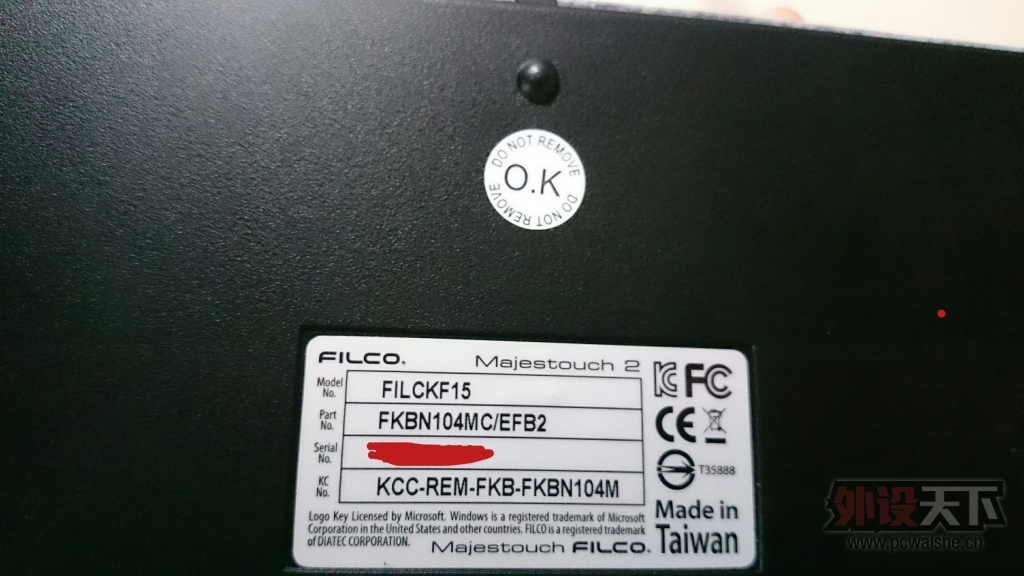 DO NOT REMOVE
O.K
DO NOT REMOVE
FILCO. Majestouch 2
Model No. FILCKF15
Part No. FKBN104MC/EFB2
Serial No.
KC No. KCC-REM-FKB-FKBN104M
FC
CE
T35888
Logo Key Licensed by Microsoft. Windows is a registered trademark of Microsoft
Corporation in the United States and other countries. FILCO is a registered trademark
of DIATEC CORPORATION.
Majestouch FILCO.
Made in
Taiwan
外设天下
www.pcwaishe.cn